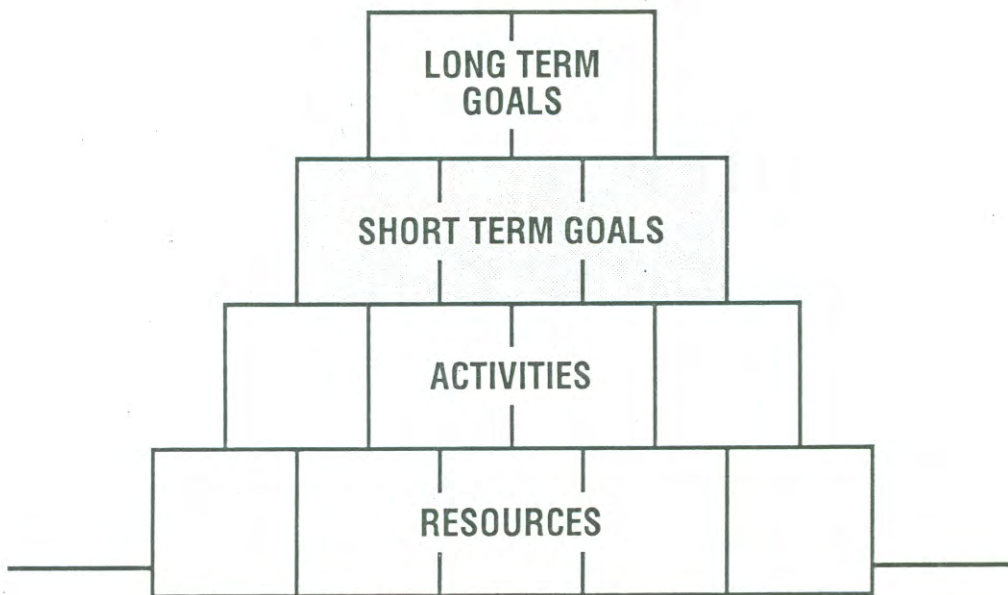 LONG TERM
GOALS
SHORT TERM GOALS
ACTIVITIES
RESOURCES